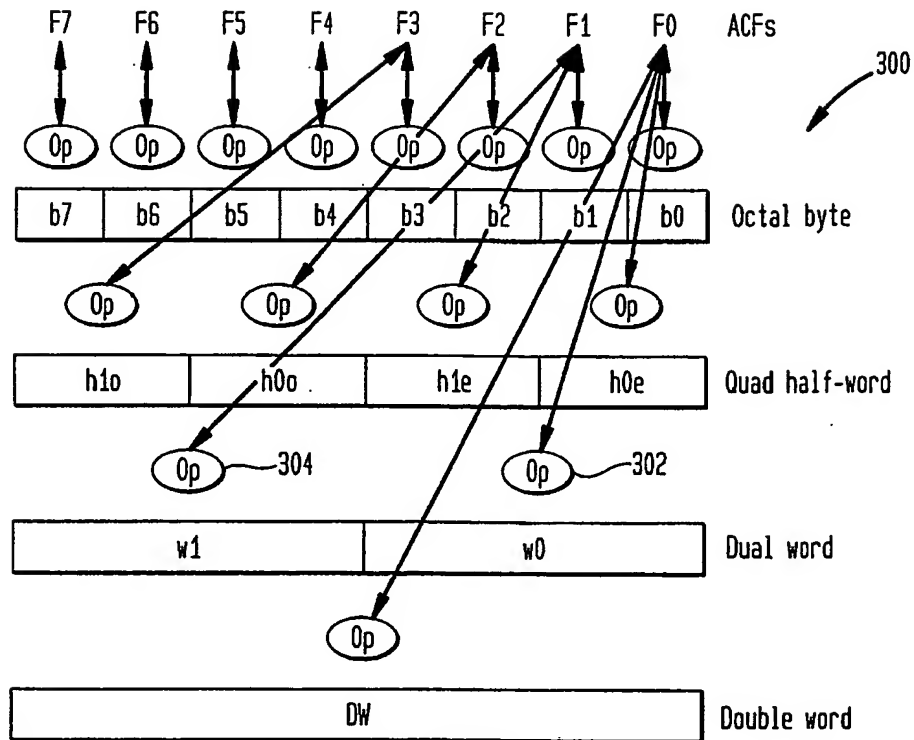 F7 F6 F5 F4 F3 F2 F1 F0 ACFs
300
Op Op Op Op Op Op Op Op
b7 b6 b5 b4 b3 b2 b1 b0 Octal byte
Op Op Op Op
h1o h0o h1e h0e Quad half-word
Op 304 Op 302
w1 w0 Dual word
Op
DW Double word